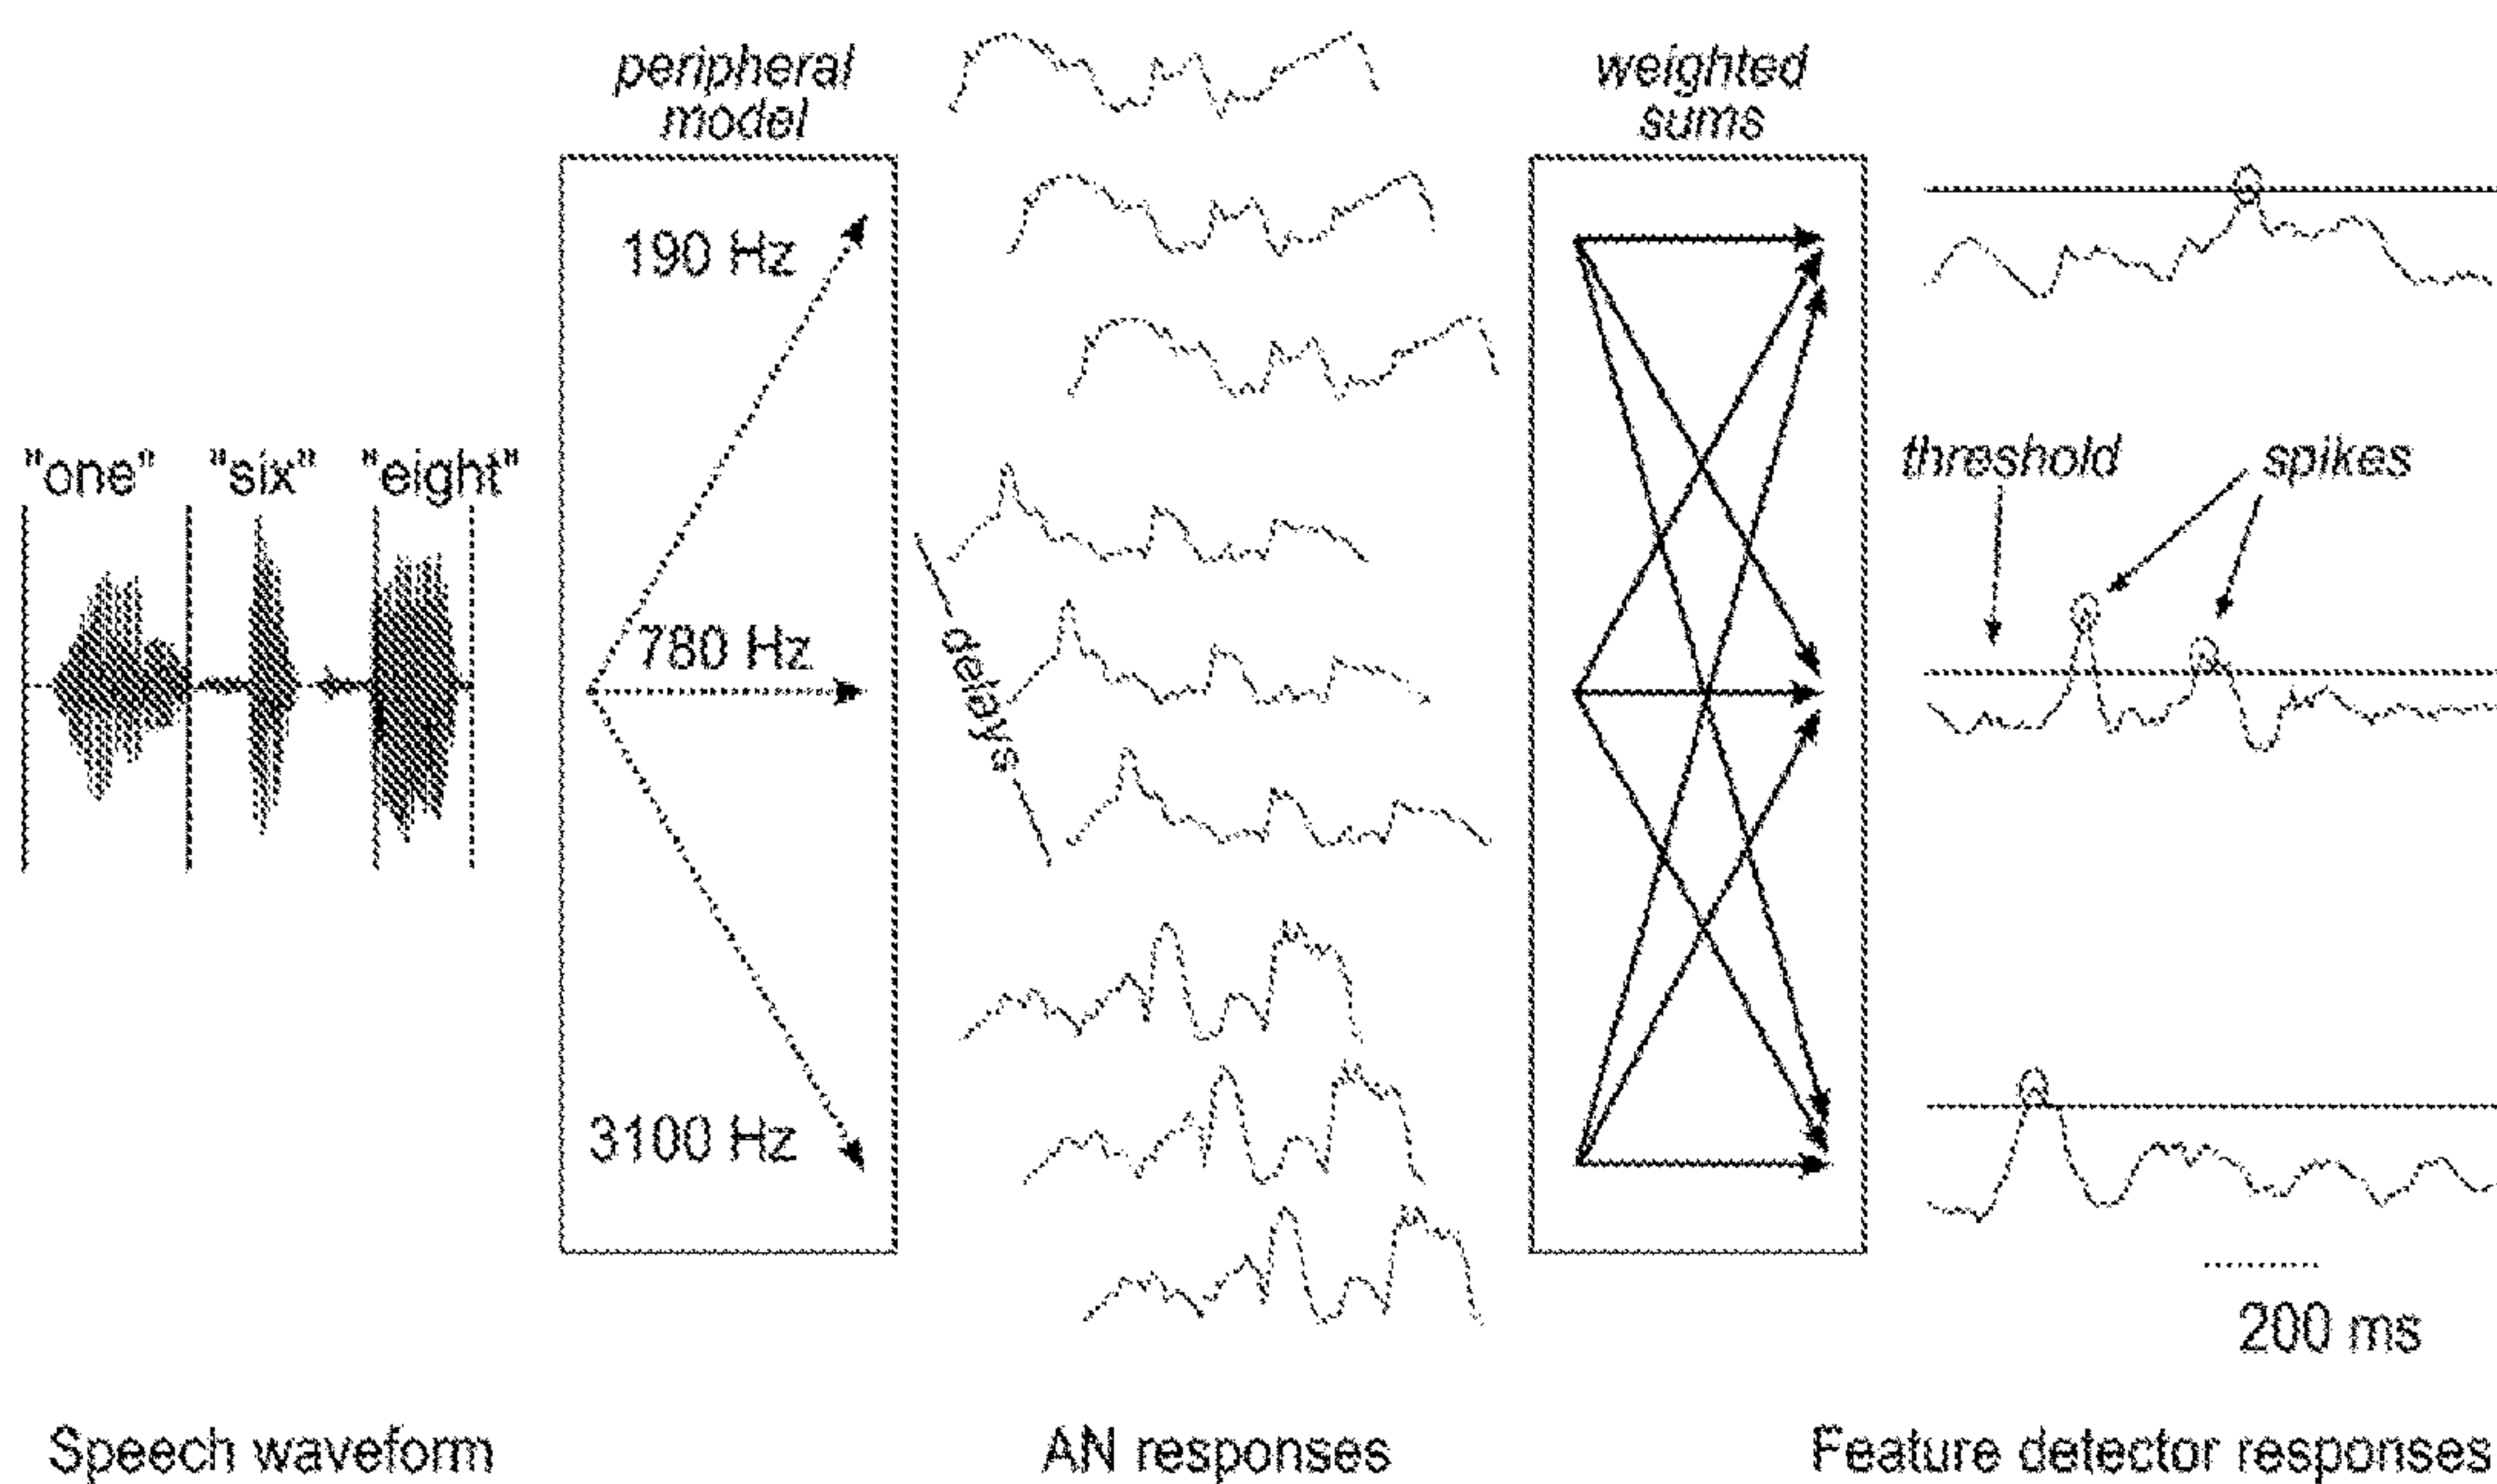 peripheral
model
weighted
sums
190 Hz
"one" "six" "eight"
threshold
spikes
780 Hz
delays
3100 Hz
200 ms
Speech waveform
AN responses
Feature detector responses